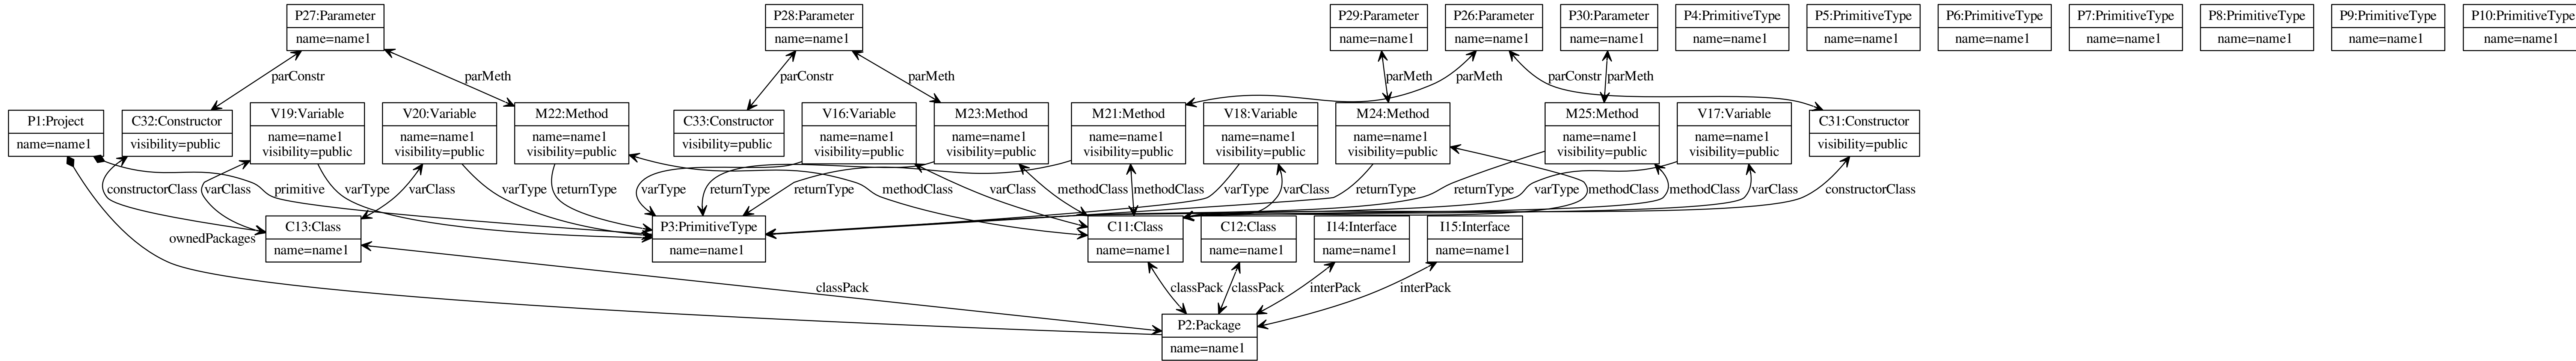 P27:Parameter
name=name1
P28:Parameter
name=name1
P29:Parameter
name=name1
P26:Parameter
name=name1
P30:Parameter
name=name1
P4:PrimitiveType
name=name1
P5:PrimitiveType
name=name1
P6:PrimitiveType
name=name1
P7:PrimitiveType
name=name1
P8:PrimitiveType
name=name1
P9:PrimitiveType
name=name1
P10:PrimitiveType
name=name1
parConstr
parMeth
parConstr
parMeth
parMeth
parMeth
parConstr
parMeth
P1:Project
name=name1
C32:Constructor
visibility=public
V19:Variable
name=name1
visibility=public
V20:Variable
name=name1
visibility=public
M22:Method
name=name1
visibility=public
C33:Constructor
visibility=public
V16:Variable
name=name1
visibility=public
M23:Method
name=name1
visibility=public
M21:Method
name=name1
visibility=public
V18:Variable
name=name1
visibility=public
M24:Method
name=name1
visibility=public
M25:Method
name=name1
visibility=public
V17:Variable
name=name1
visibility=public
C31:Constructor
visibility=public
constructorClass
varClass
primitive
varType
varClass
varType
returnType
varType
returnType
returnType
methodClass
varClass
methodClass
methodClass
varType
varClass
returnType
returnType
varType
methodClass
methodClass
varClass
constructorClass
ownedPackages
C13:Class
name=name1
P3:PrimitiveType
name=name1
C11:Class
name=name1
C12:Class
name=name1
I14:Interface
name=name1
I15:Interface
name=name1
classPack
classPack
classPack
interPack
interPack
P2:Package
name=name1